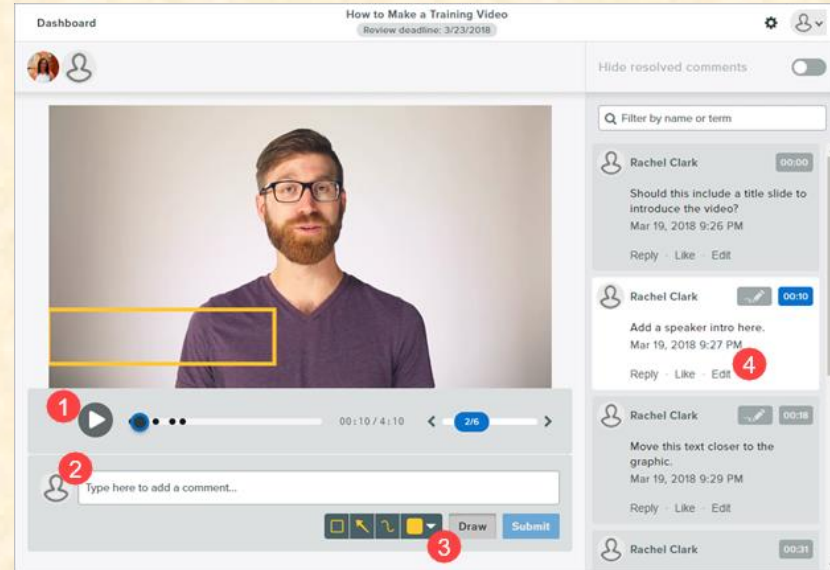 Dashboard
How to Make a Training Video
Review deadline: 3/23/2018
Hide resolved comments
Filter by name or term
Rachel Clark 00:00
Should this include a title slide to
introduce the video?
Mar 19, 2018 9:26 PM
Reply · Like · Edit
Rachel Clark 00:10
Add a speaker intro here.
Mar 19, 2018 9:27 PM
4
Reply · Like · Edit
1
00:10/4:10 2/6
Rachel Clark 00:18
Move this text closer to the
graphic.
Mar 19, 2018 9:29 PM
Reply · Like · Edit
2
Type here to add a comment...
Draw Submit
3
Rachel Clark 00:31